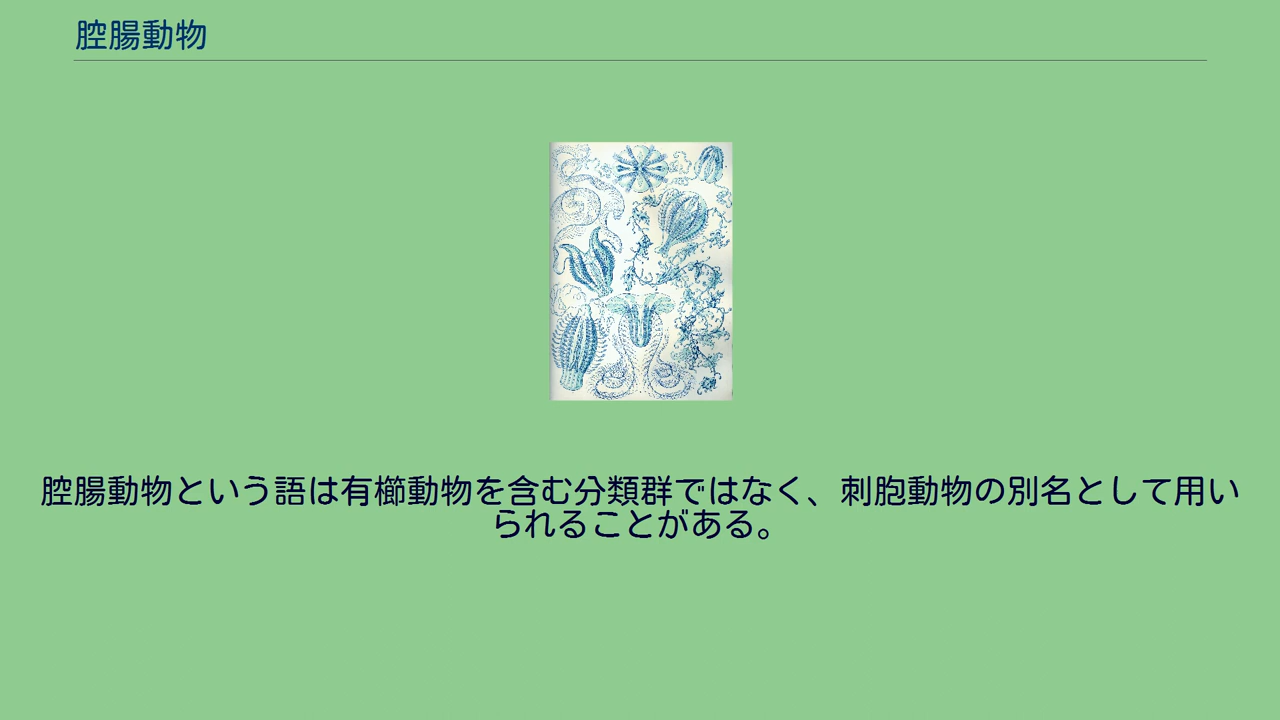 腔腸動物
腔腸動物という語は有櫛動物を含む分類群ではなく、刺胞動物の別名として用い
られることがある。